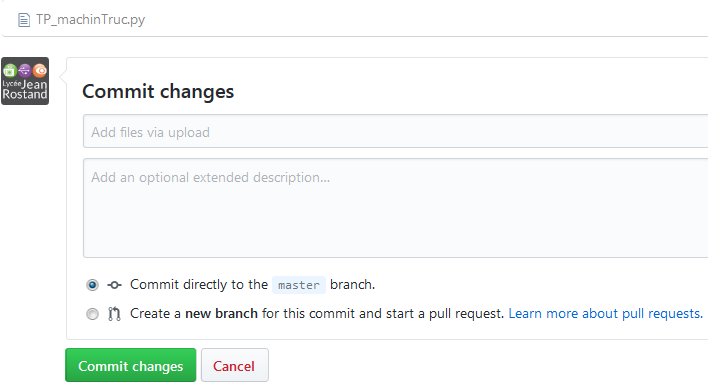 TP_machinTruc.py
Lycée Jean
Rostand
Commit changes
Add files via upload
Add an optional extended description...
Commit directly to the master branch.
Create a new branch for this commit and start a pull request. Learn more about pull requests.
Commit changes Cancel